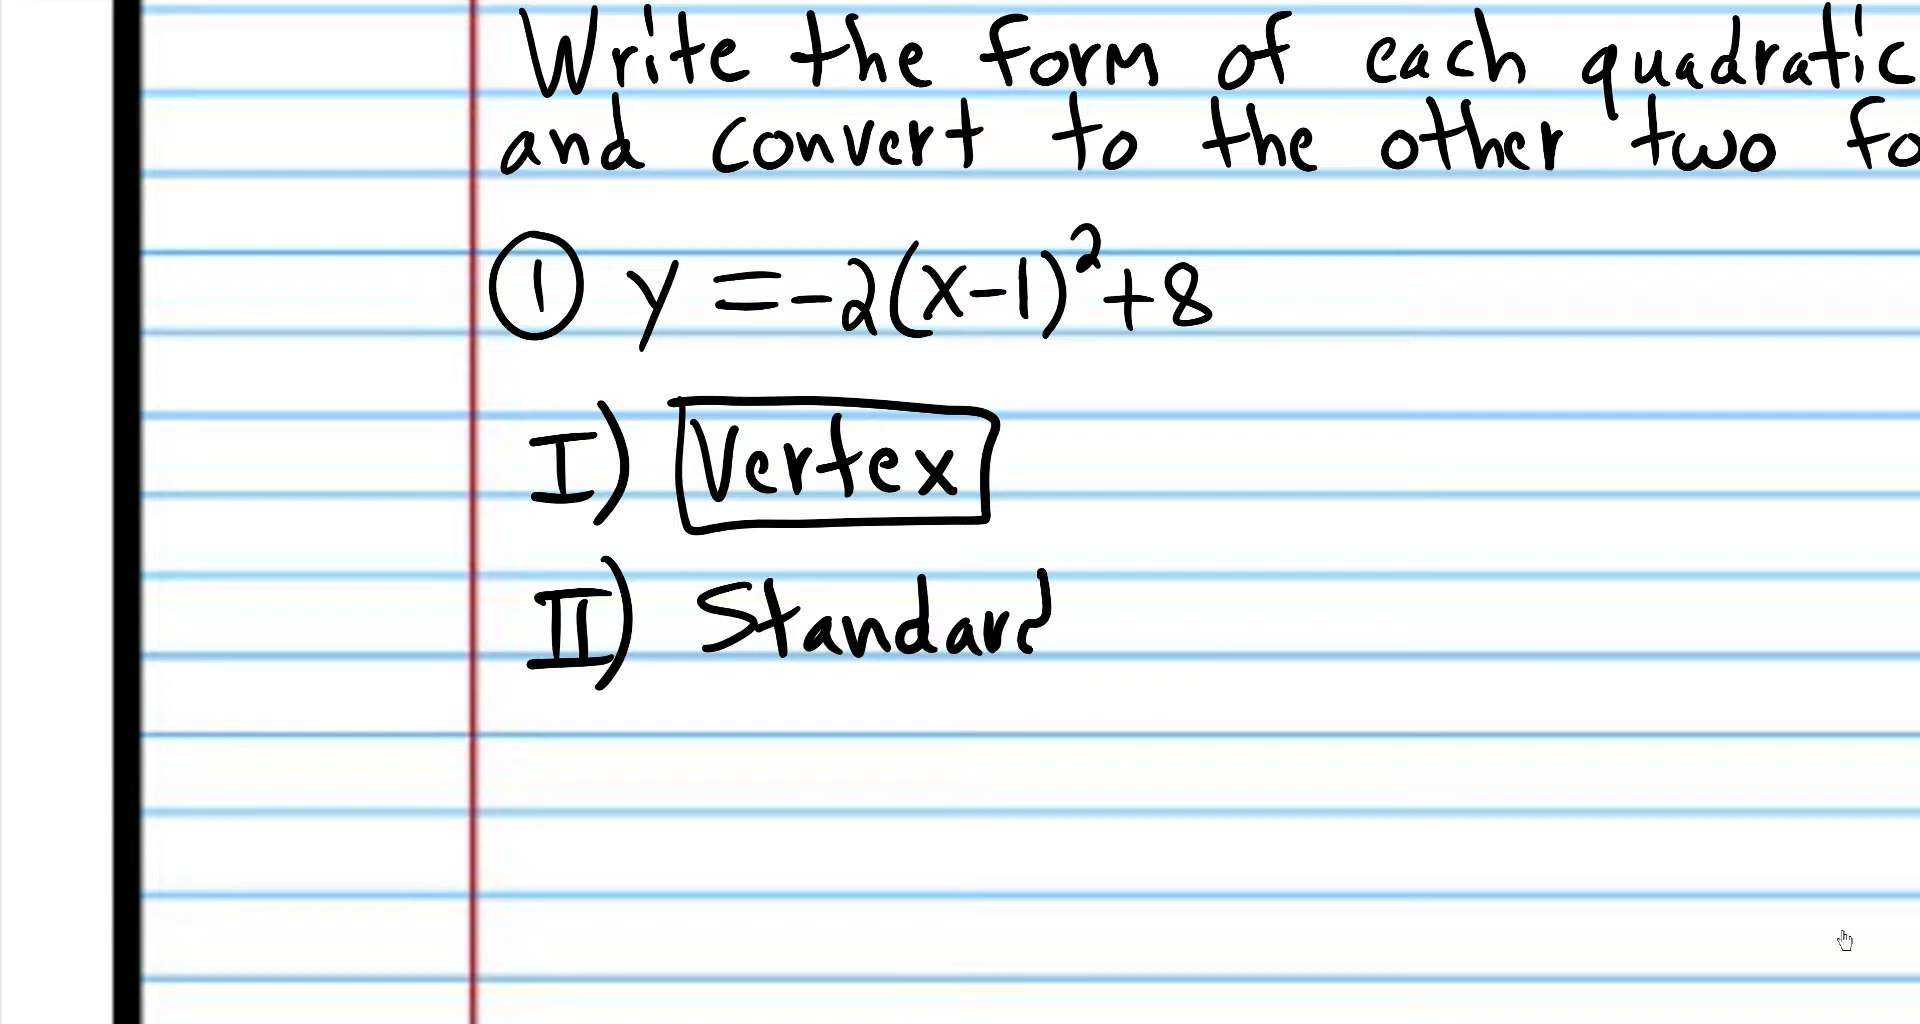 Write the form of each quadratic
and convert to the other two fo
① y = -2(x-1)²+8
I) Vertex
II) Standard